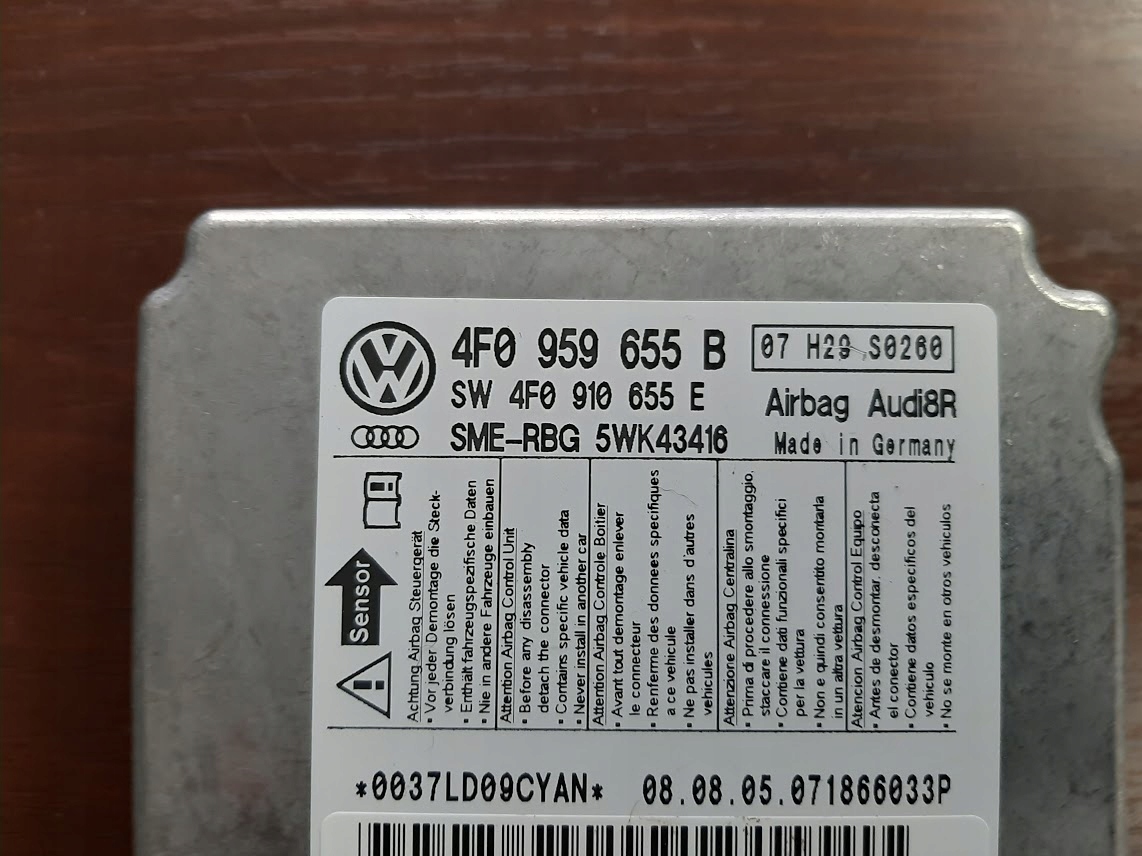 4F0 959 655 B
07 H29 S0260
SW 4F0 910 655 E
Airbag Audi8R
SME-RBG 5WK43416
Made in Germany
Sensor
Achtung Airbag Steuergerät
• Vor jeder Demontage die Steck-
verbindung lösen
• Enthält fahrzeugspezifische Daten
• Nie in andere Fahrzeuge einbauen
Attention Airbag Control Unit
• Before any disassembly
detach the connector
• Contains specific vehicle data
• Never install in another car
Attention Airbag Controle Boitier
• Avant tout demontage enlever
le connecteur
• Renferme des donnees specifiques
a ce vehicule
• Ne pas installer dans d'autres
vehicules
Attenzione Airbag Centralina
• Prima di procedere allo smontaggio,
staccare il connessione
• Contiene dati funzionali specifici
per la vettura
• Non e quindi consentito montarla
in un altra vettura
Atencion Airbag Control Equipo
• Antes de desmontar. desconecta
el conector
• Contiene datos especificos del
vehiculo
• No se monte en otros vehiculos
*0037LD09CYAN*
08.08.05.071866033P